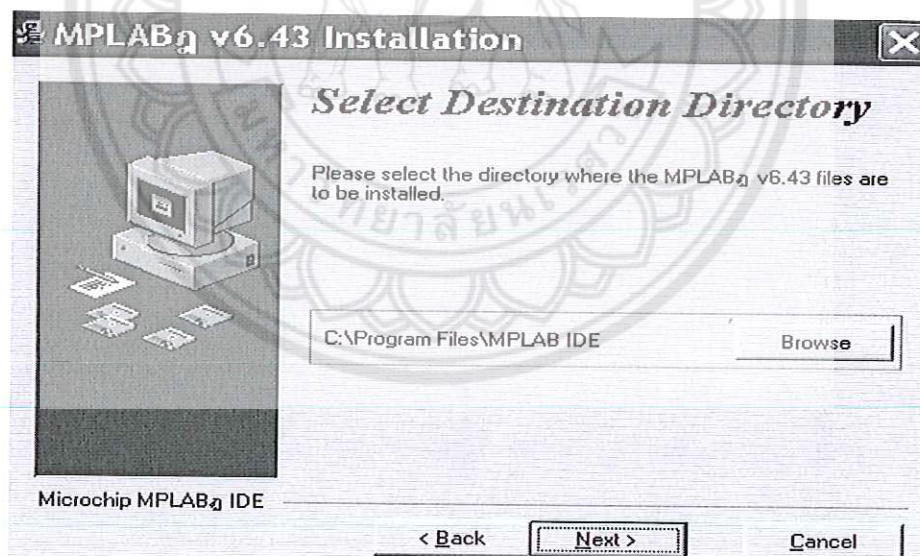 MPLABฎ v6.43 Installation
Select Destination Directory
Please select the directory where the MPLABฎ v6.43 files are
to be installed.
C:\Program Files\MPLAB IDE
Browse
Microchip MPLABฎ IDE
< Back
Next >
Cancel